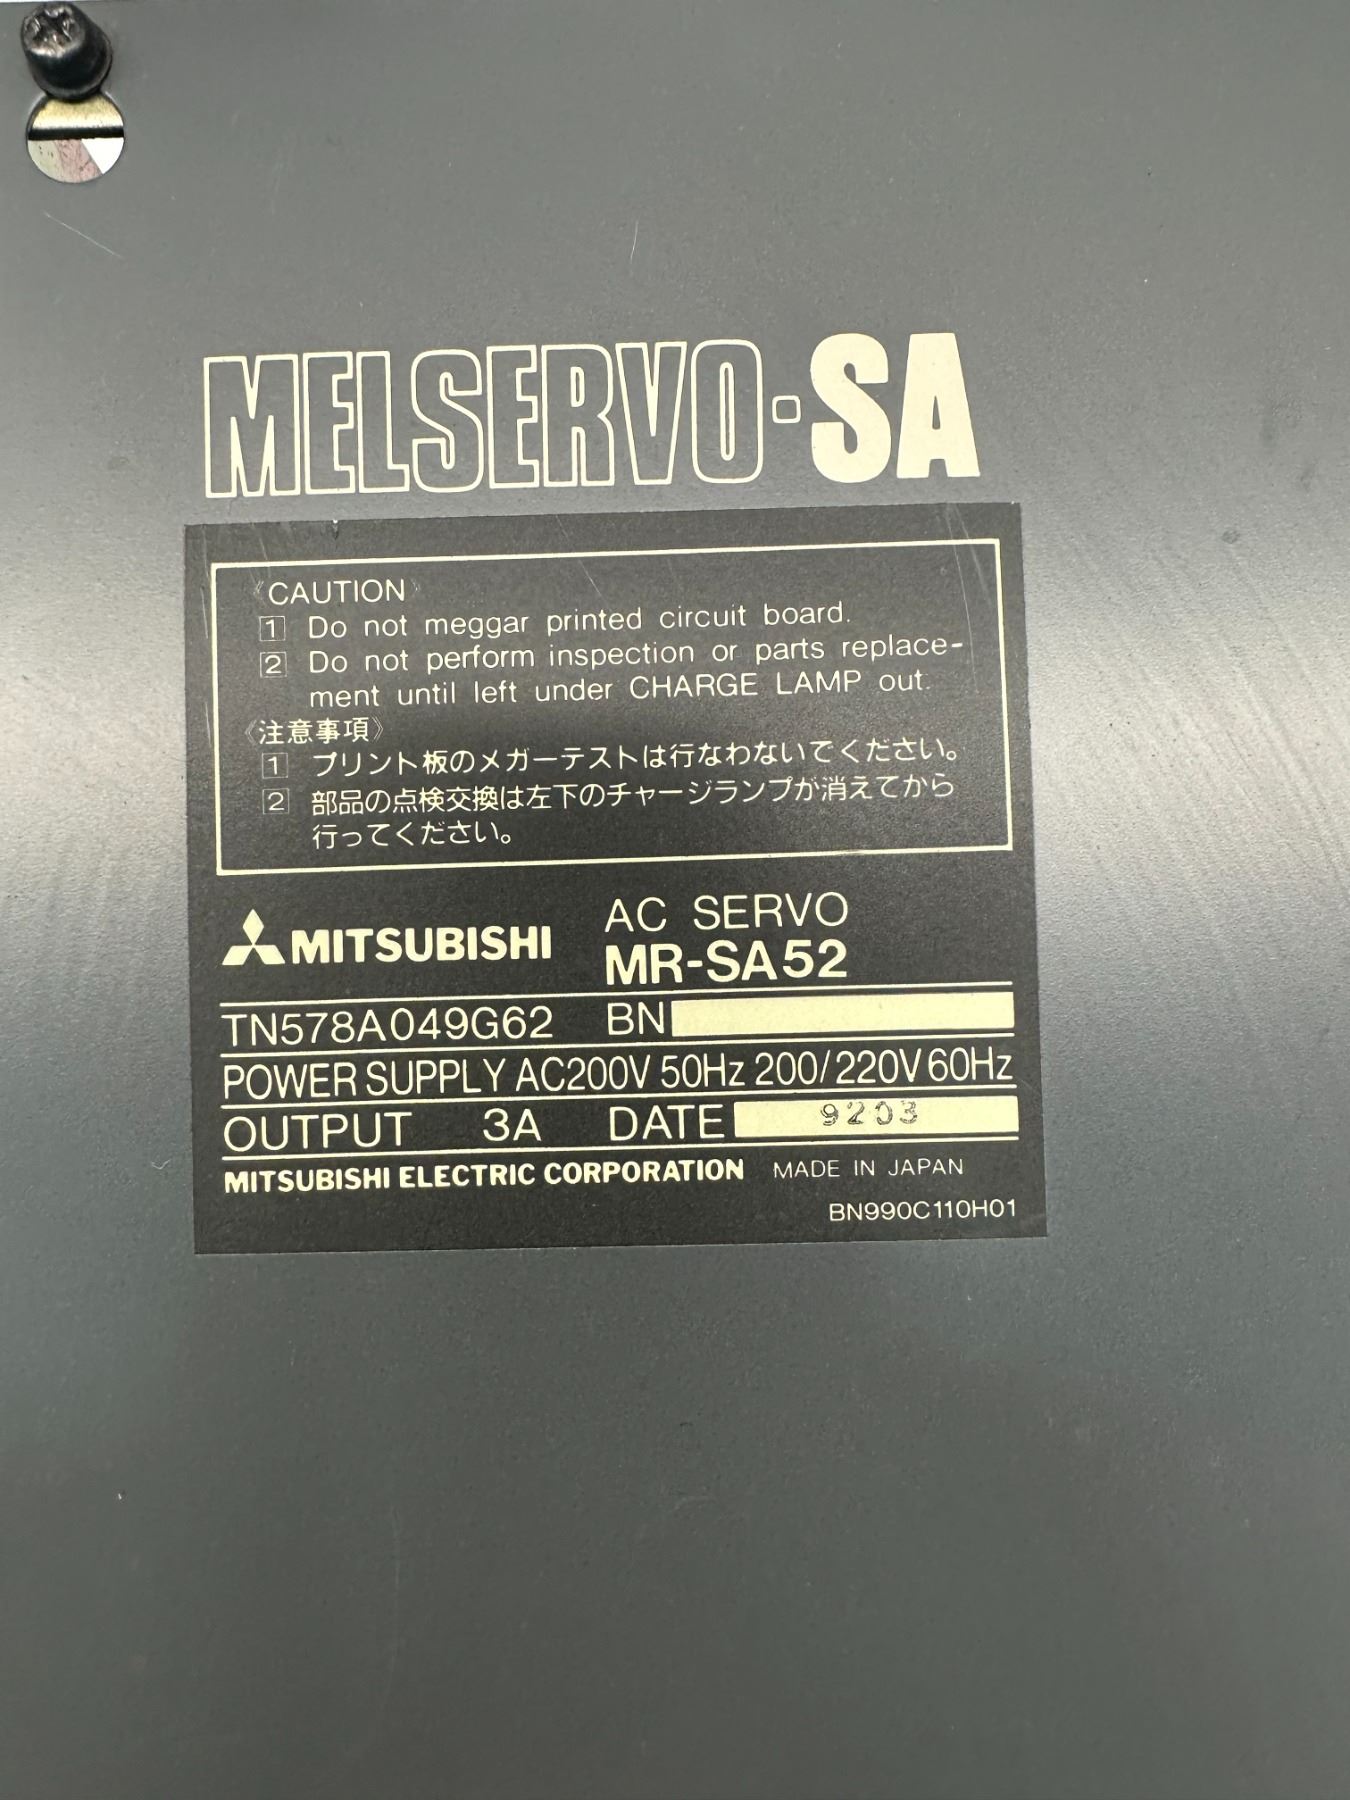 MELSERVO-SA
《CAUTION》
1 Do not meggar printed circuit board.
2 Do not perform inspection or parts replace-
ment until left under CHARGE LAMP out.
《注意事項》
1 プリント板のメガーテストは行なわないでください。
2 部品の点検交換は左下のチャージランプが消えてから
行ってください。
MITSUBISHI AC SERVO
MR-SA52
TN578A049G62 BN
POWER SUPPLY AC200V 50Hz 200/220V 60Hz
OUTPUT 3A DATE 9203
MITSUBISHI ELECTRIC CORPORATION MADE IN JAPAN
BN990C110H01